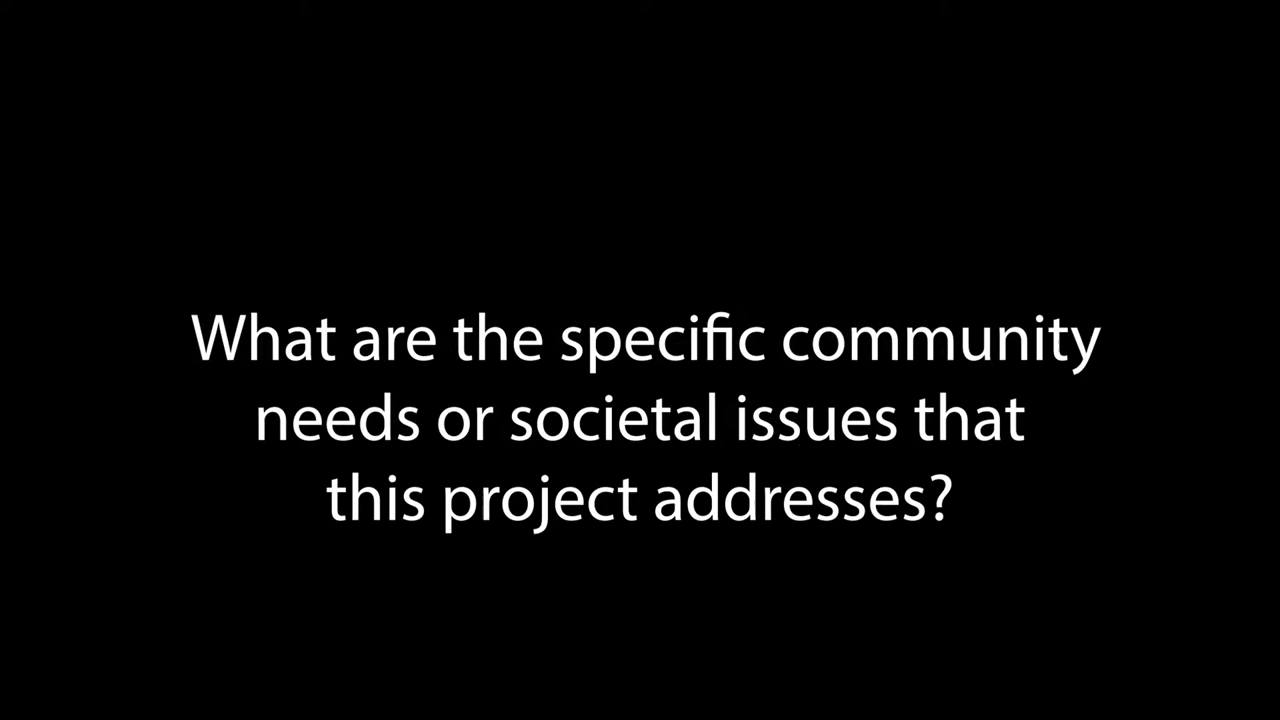 What are the specific community
needs or societal issues that
this project addresses?